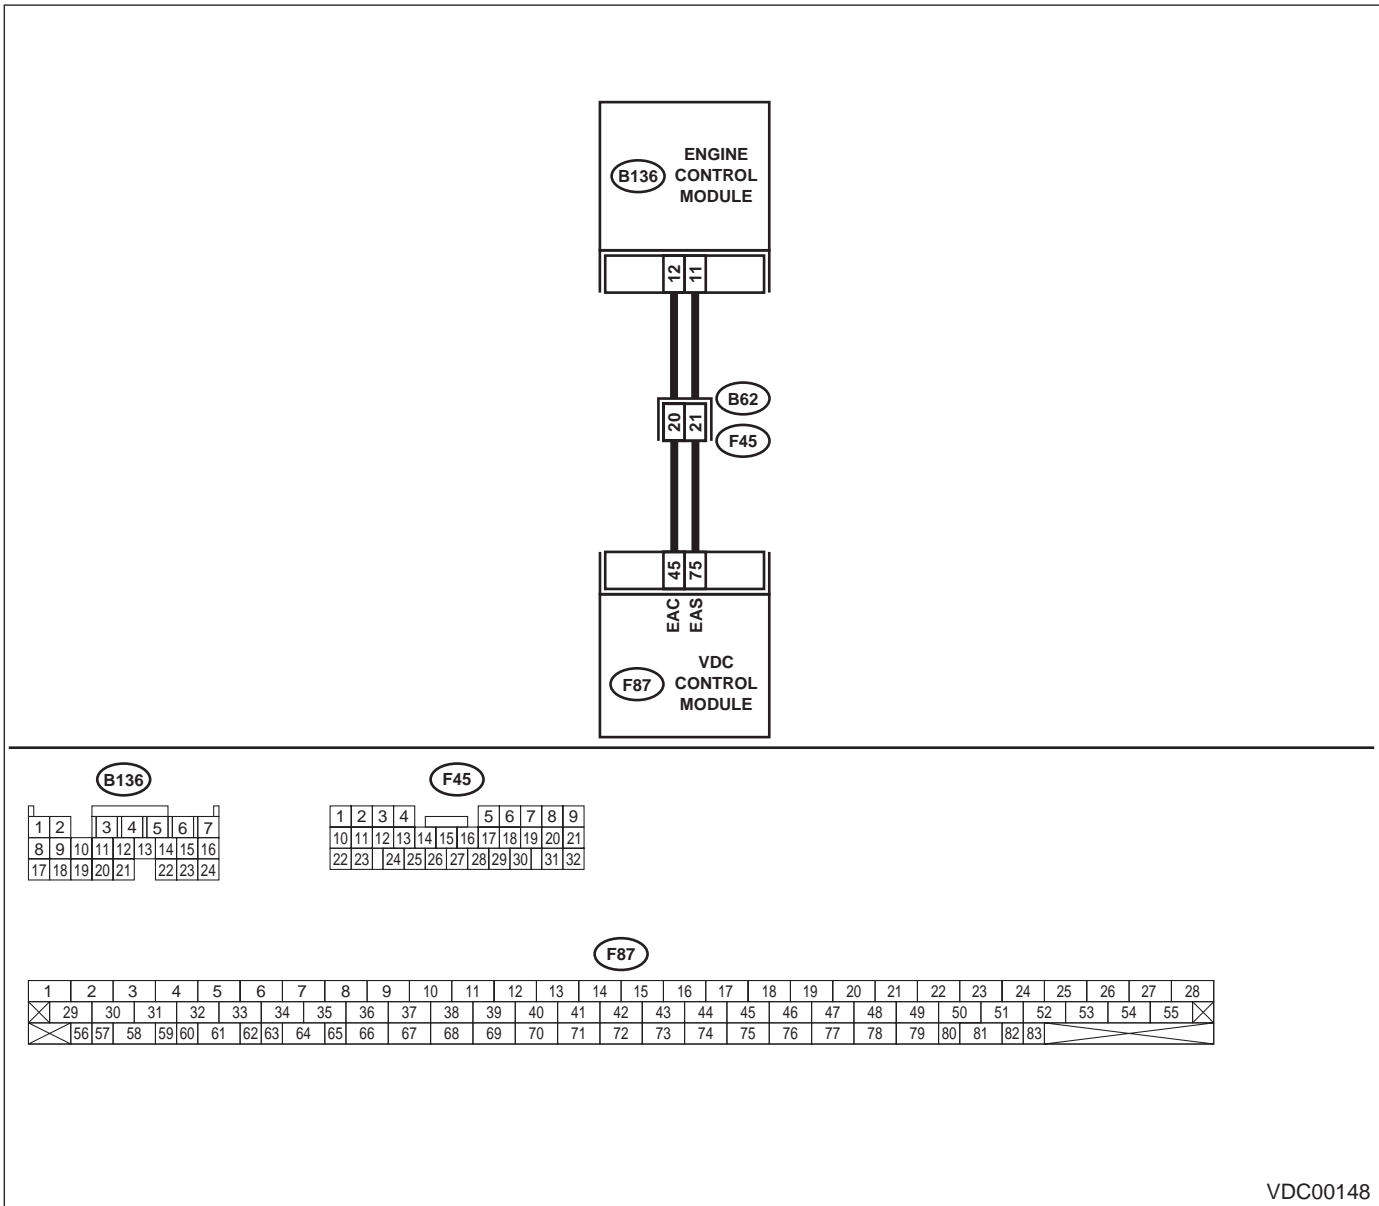 B136
ENGINE
CONTROL
MODULE
12 11
B62
20 21
F45
45 75
EAC EAS
F87
VDC
CONTROL
MODULE
B136
1 2 3 4 5 6 7
8 9 10 11 12 13 14 15 16
17 18 19 20 21 22 23 24
F45
1 2 3 4 5 6 7 8 9
10 11 12 13 14 15 16 17 18 19 20 21
22 23 24 25 26 27 28 29 30 31 32
F87
1 2 3 4 5 6 7 8 9 10 11 12 13 14 15 16 17 18 19 20 21 22 23 24 25 26 27 28
29 30 31 32 33 34 35 36 37 38 39 40 41 42 43 44 45 46 47 48 49 50 51 52 53 54 55
56 57 58 59 60 61 62 63 64 65 66 67 68 69 70 71 72 73 74 75 76 77 78 79 80 81 82 83
VDC00148